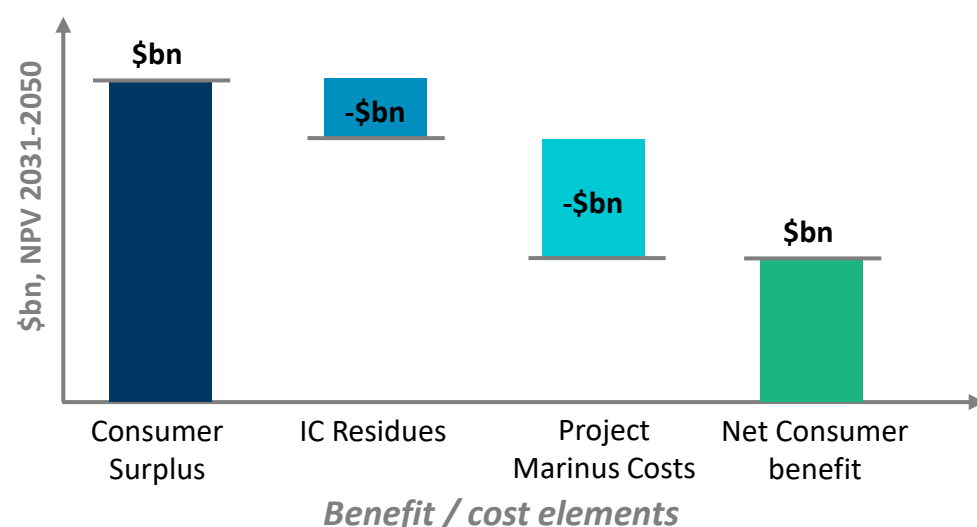 $bn, NPV 2031-2050
$bn
-$bn
-$bn
$bn
Consumer
Surplus
IC Residues
Project
Marinus Costs
Net Consumer
benefit
Benefit / cost elements